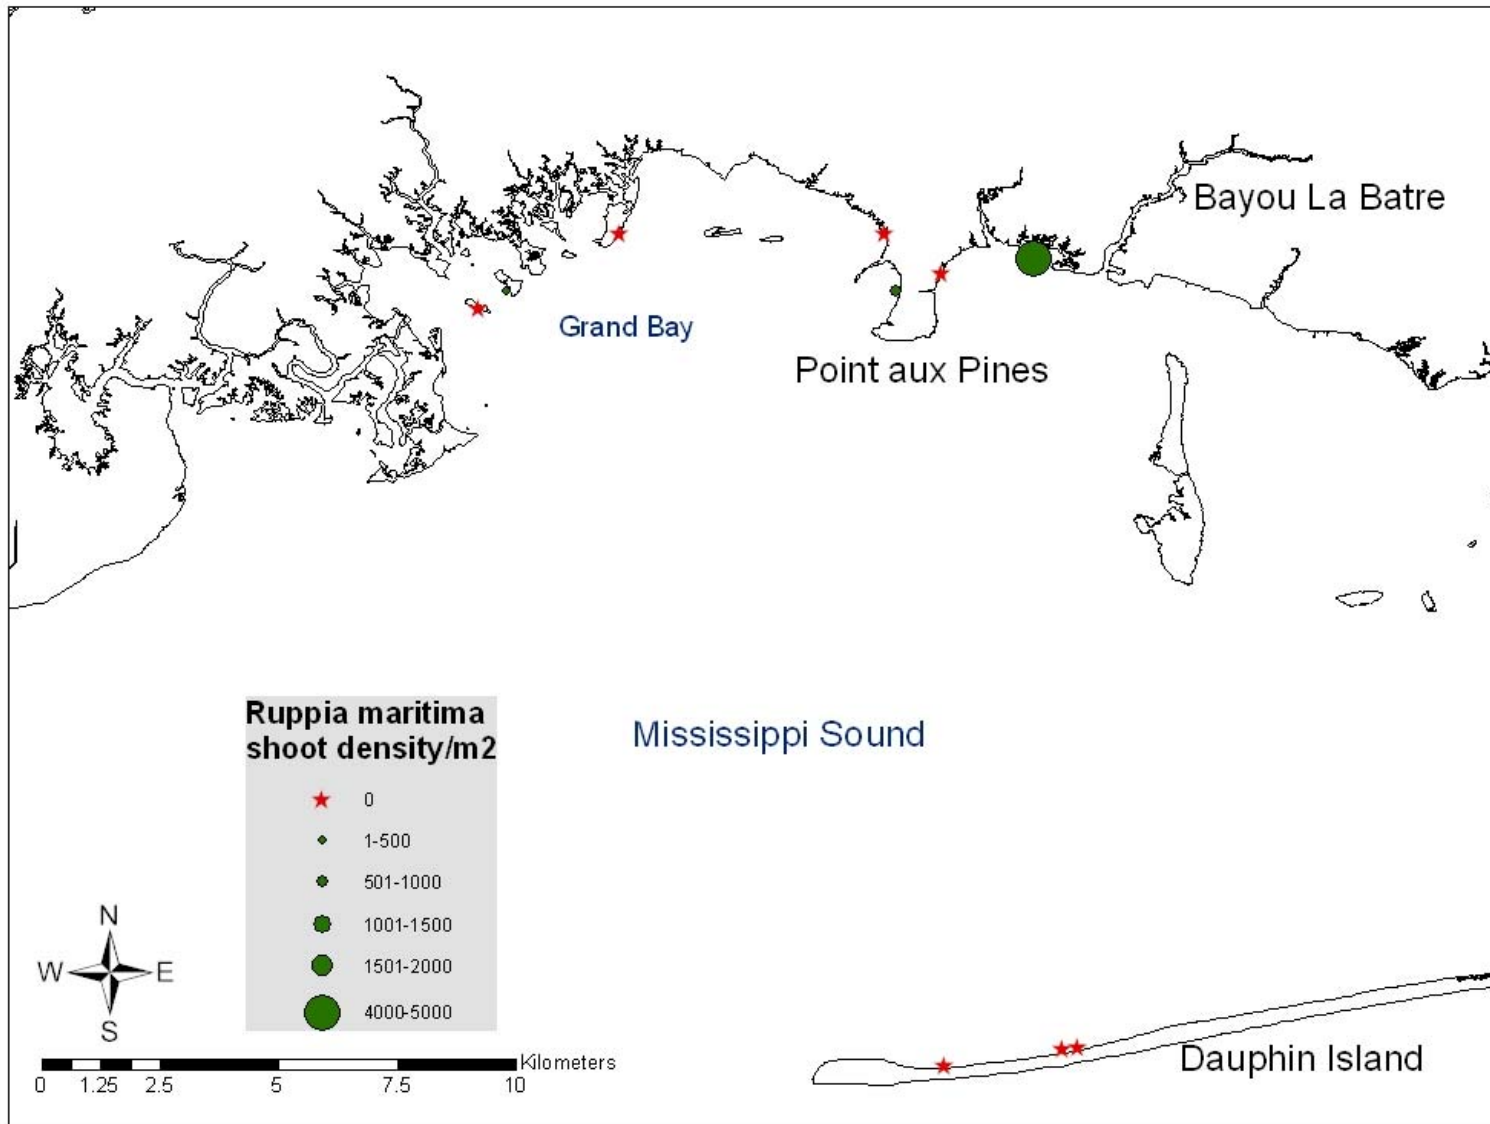 Bayou La Batre
Grand Bay
Point aux Pines
Mississippi Sound
Ruppia maritima
shoot density/m2
0
1-500
501-1000
1001-1500
1501-2000
4000-5000
N
W E
S
Kilometers
0 1.25 2.5 5 7.5 10
Dauphin Island